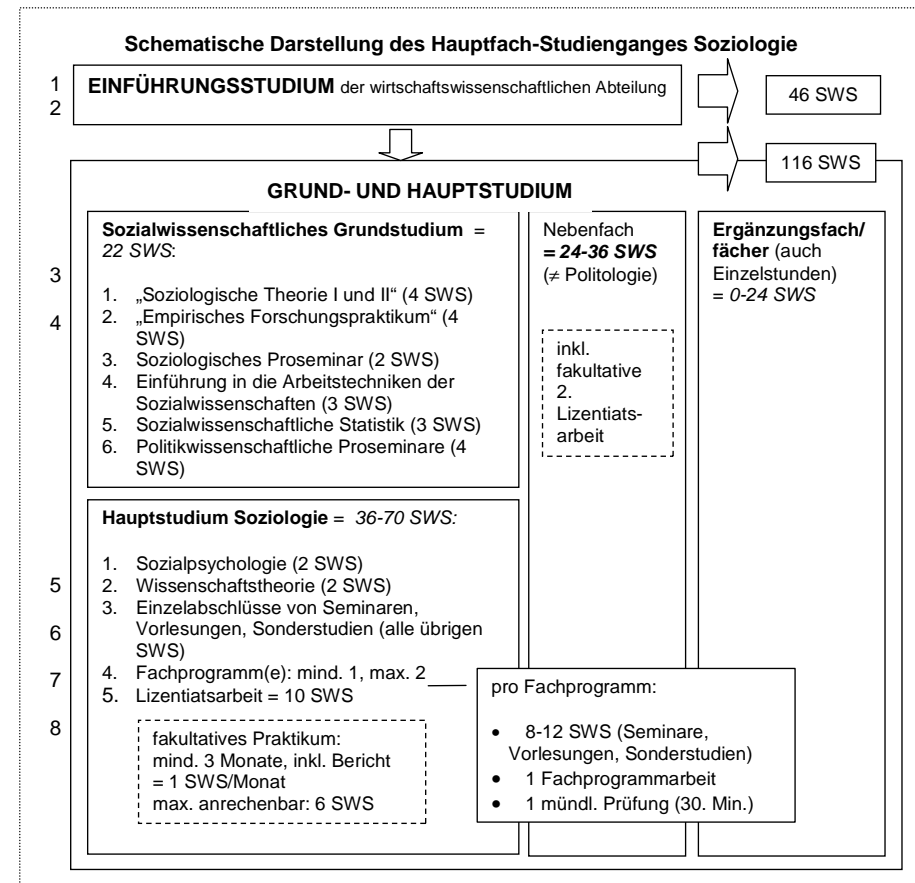 Schematische Darstellung des Hauptfach-Studienganges Soziologie
1
2
EINFÜHRUNGSSTUDIUM der wirtschaftswissenschaftlichen Abteilung
46 SWS
116 SWS
GRUND- UND HAUPTSTUDIUM
3
4
Sozialwissenschaftliches Grundstudium =
22 SWS:
1. „Soziologische Theorie I und II“ (4 SWS)
2. „Empirisches Forschungspraktikum“ (4
SWS)
3. Soziologisches Proseminar (2 SWS)
4. Einführung in die Arbeitstechniken der
Sozialwissenschaften (3 SWS)
5. Sozialwissenschaftliche Statistik (3 SWS)
6. Politikwissenschaftliche Proseminare (4
SWS)
Nebenfach
= 24-36 SWS
(≠ Politologie)
inkl.
fakultative
2.
Lizentiats-
arbeit
Ergänzungsfach/
fächer (auch
Einzelstunden)
= 0-24 SWS
5
6
7
8
Hauptstudium Soziologie = 36-70 SWS:
1. Sozialpsychologie (2 SWS)
2. Wissenschaftstheorie (2 SWS)
3. Einzelabschlüsse von Seminaren,
Vorlesungen, Sonderstudien (alle übrigen
SWS)
4. Fachprogramm(e): mind. 1, max. 2
5. Lizentiatsarbeit = 10 SWS
fakultatives Praktikum:
mind. 3 Monate, inkl. Bericht
= 1 SWS/Monat
max. anrechenbar: 6 SWS
pro Fachprogramm:
• 8-12 SWS (Seminare,
Vorlesungen, Sonderstudien)
• 1 Fachprogrammarbeit
• 1 mündl. Prüfung (30. Min.)